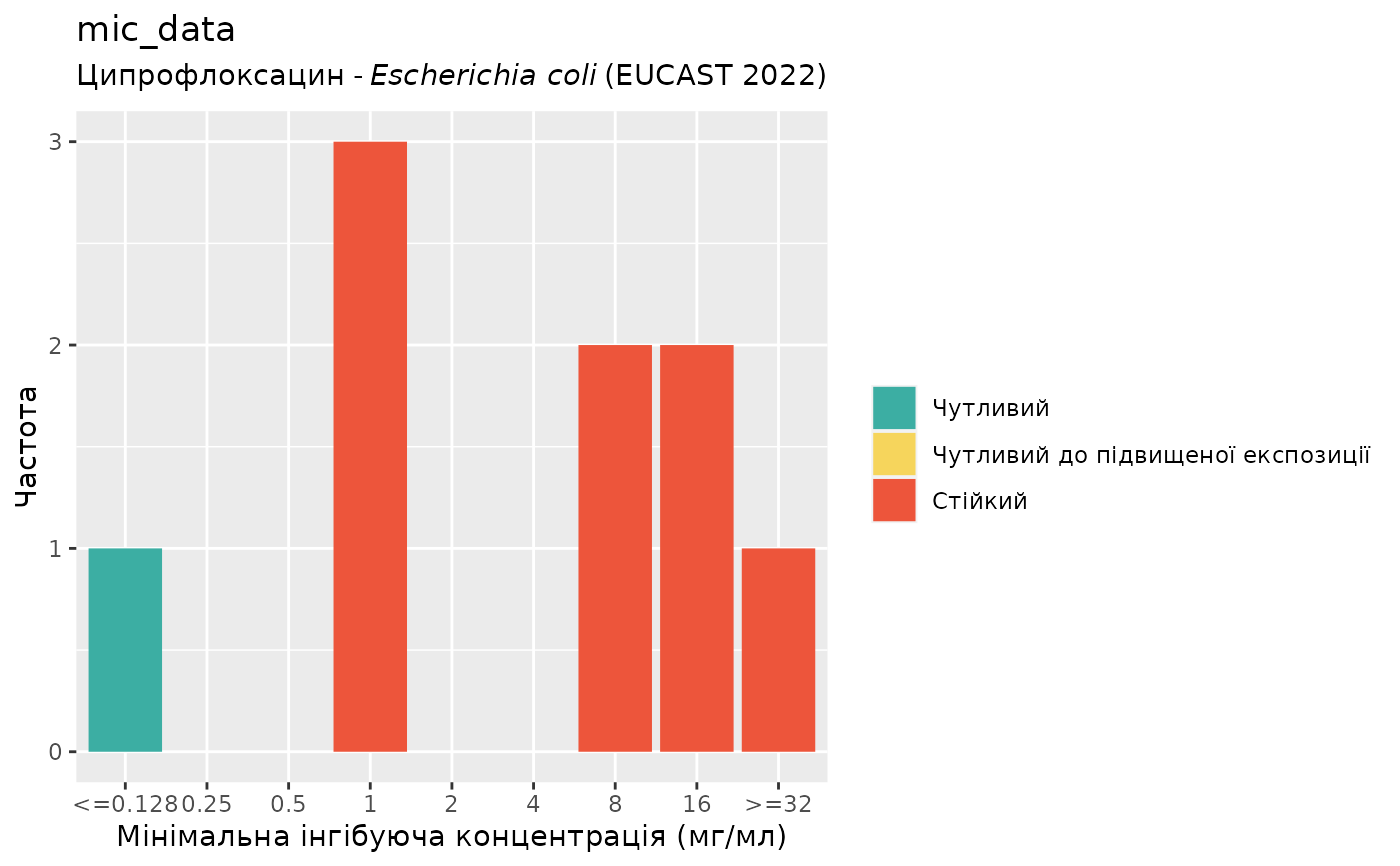 mic_data
Ципрофлоксацин - Escherichia coli (EUCAST 2022)
3
2
1
0
Частота
<=0.128 0.25 0.5 1 2 4 8 16 >=32
Мінімальна інгібуюча концентрація (мг/мл)
Чутливий
Чутливий до підвищеної експозиції
Стійкий